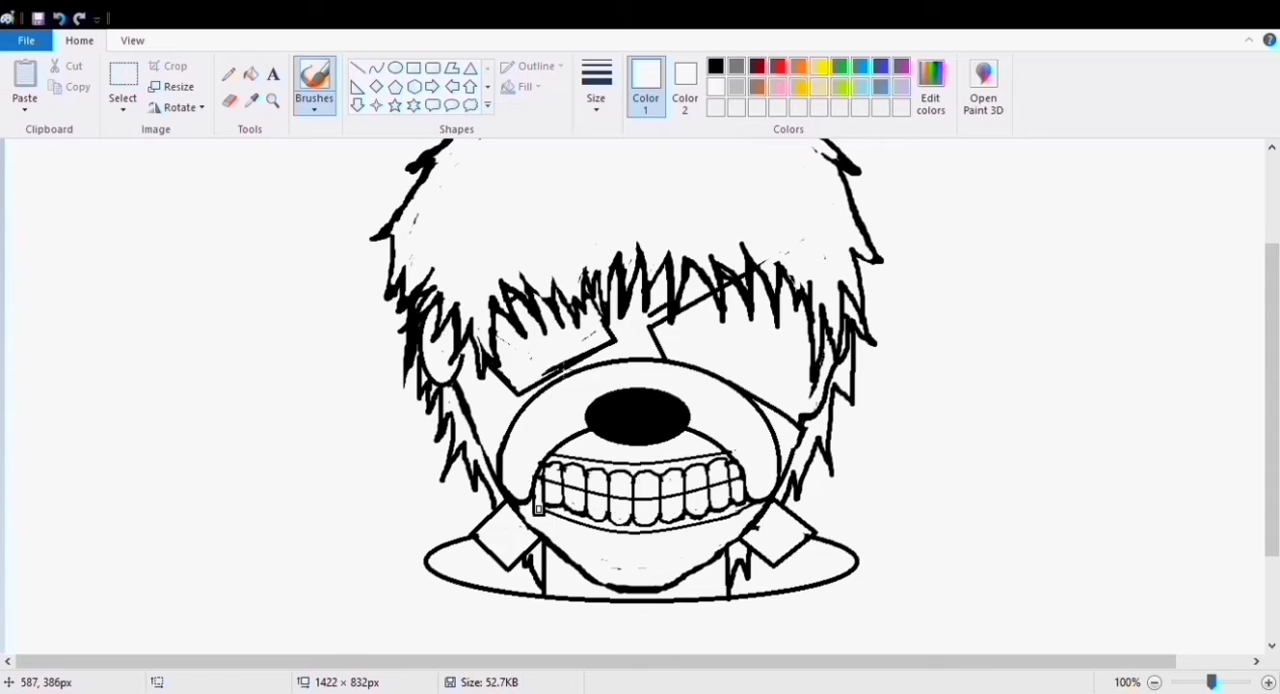 File Home View
Paste Cut Copy Select Crop Resize Rotate A Brushes Outline Fill Size Color 1 Color 2 Edit colors Open Paint 3D
Clipboard Image Tools Shapes Colors
587, 386px 1422 × 832px Size: 52.7KB 100%